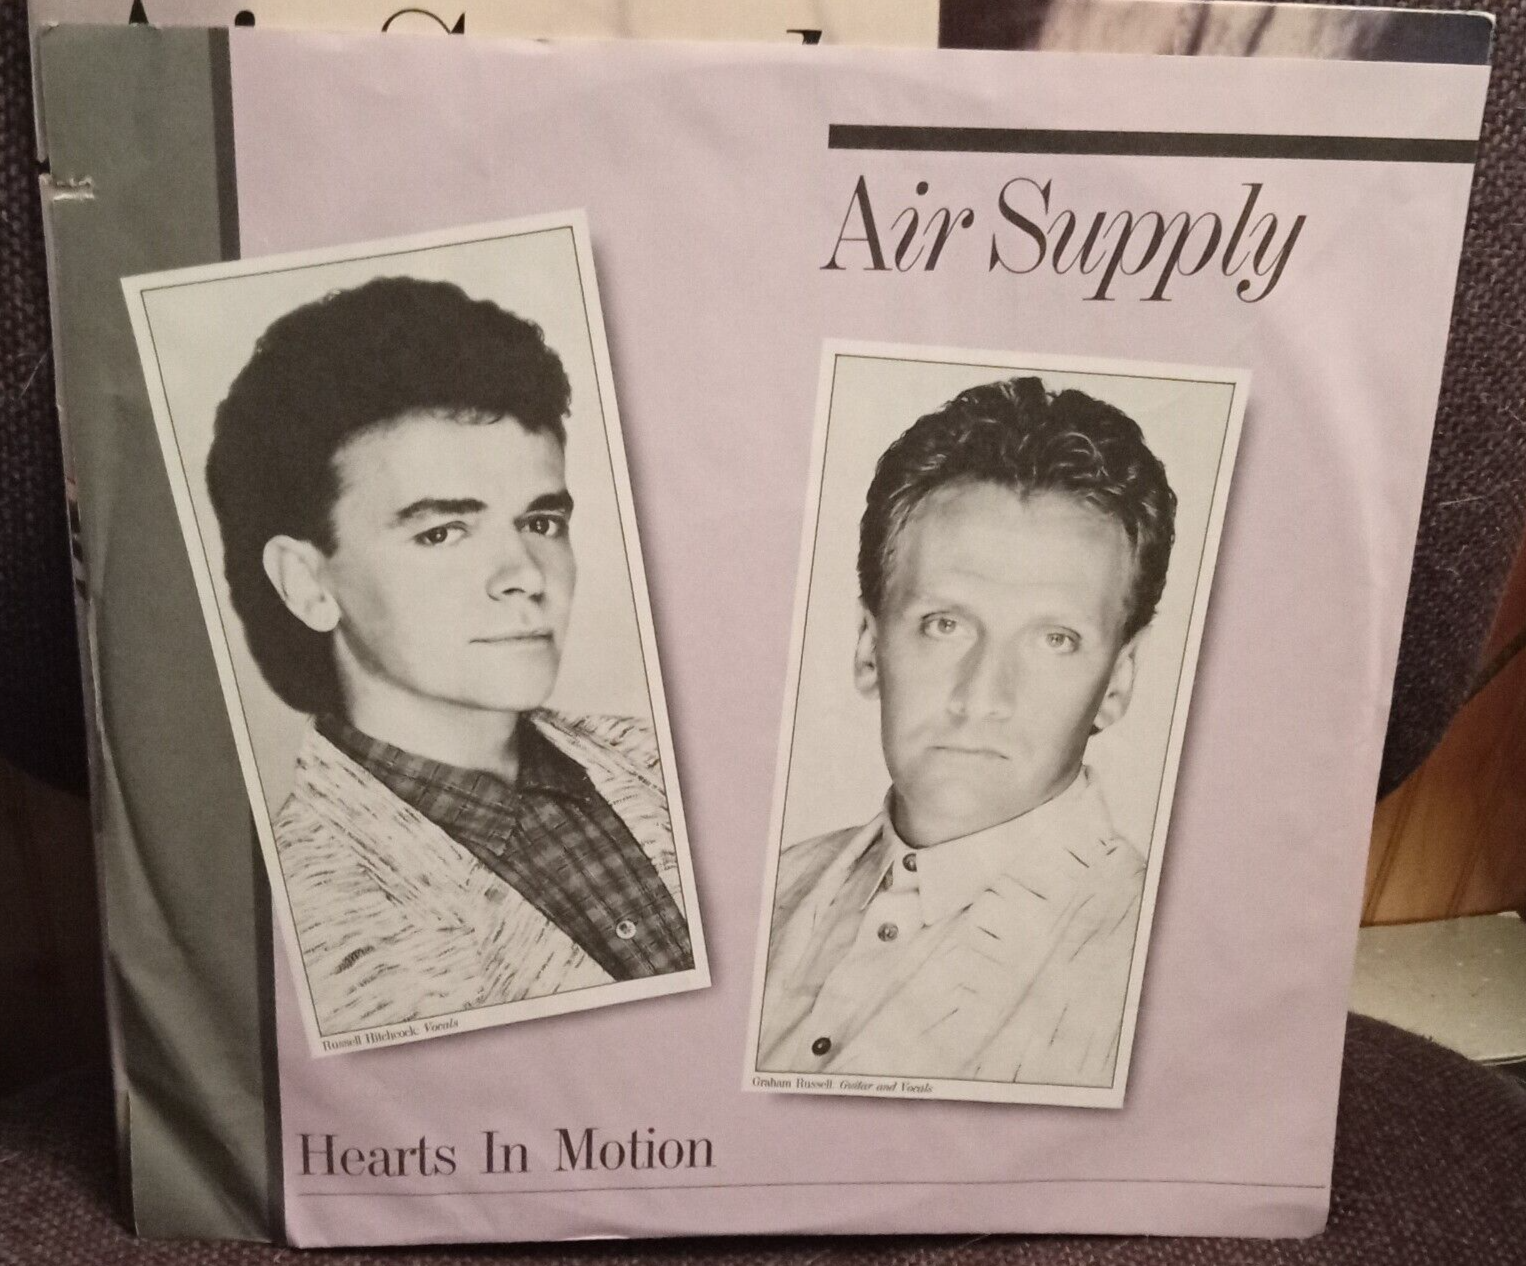 Air Supply
Russell Hitchcock, Vocals
Graham Russell, Guitar and Vocals
Hearts In Motion